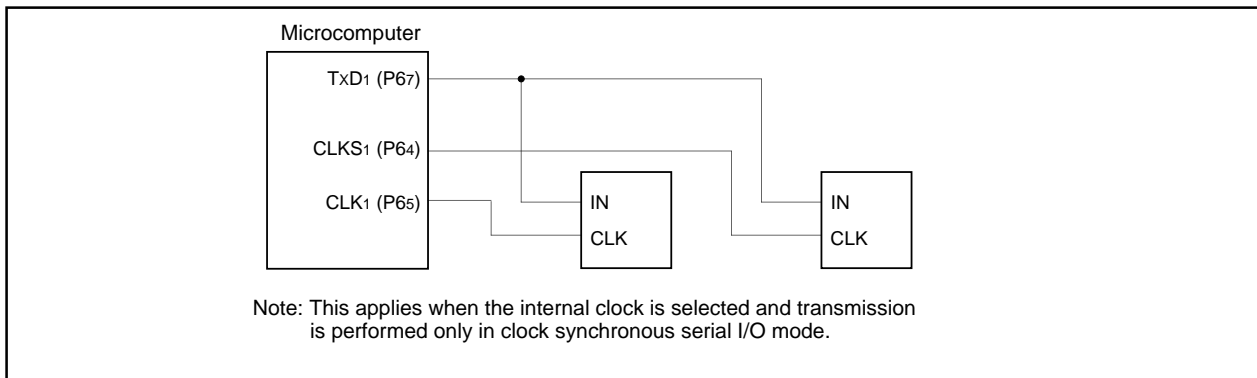 Microcomputer
TXD1 (P67)
CLKS1 (P64)
CLK1 (P65)
IN
CLK
IN
CLK
Note: This applies when the internal clock is selected and transmission
is performed only in clock synchronous serial I/O mode.